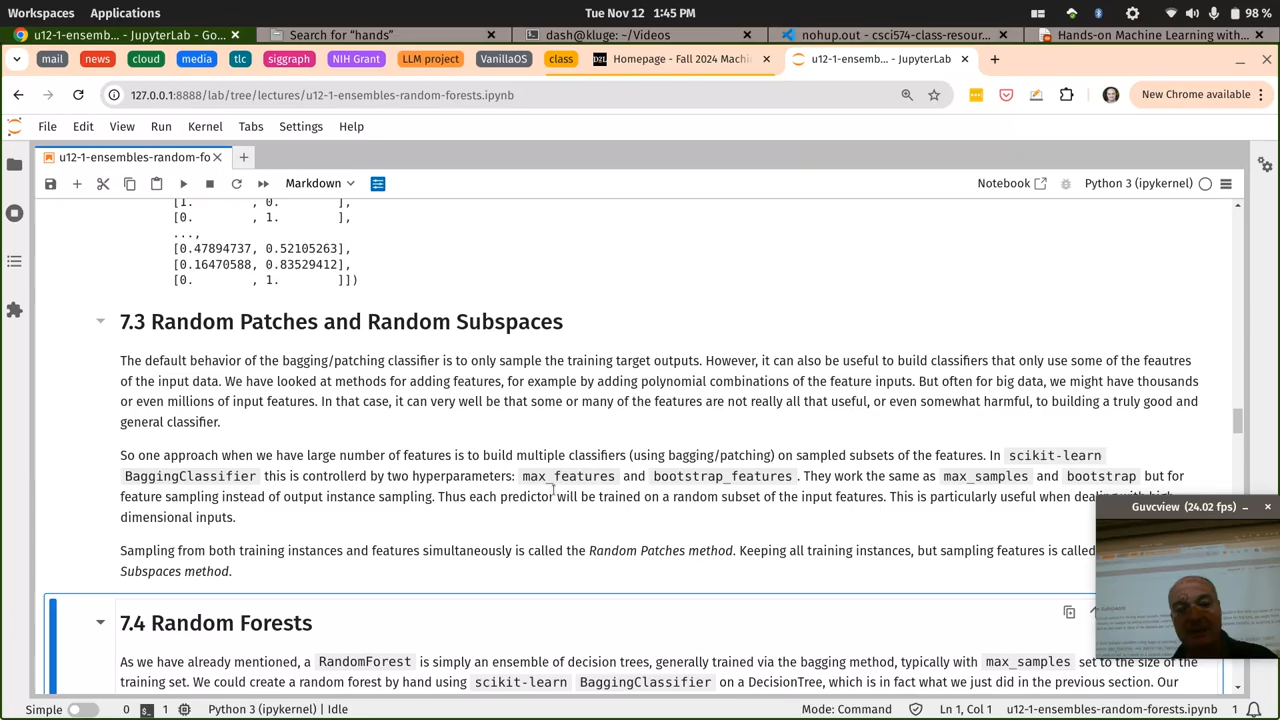 Workspaces Applications Tue Nov 12 1:45 PM 98 %
u12-1-ensemb... - JupyterLab - Go... × Search for “hands” × dash@kluge: ~/Videos × nohup.out - csci574-class-resour... × Hands-on Machine Learning with... ×
mail news cloud media tlc siggraph NIH Grant LLM project VanillaOS class DZL Homepage - Fall 2024 Machi × u12-1-ensemb... - JupyterLab ×
127.0.0.1:8888/lab/tree/lectures/u12-1-ensembles-random-forests.ipynb New Chrome available
File Edit View Run Kernel Tabs Settings Help
u12-1-ensembles-random-fo ×
Markdown Notebook Python 3 (ipykernel)
[1. , 0. ],
[0. , 1. ],
...,
[0.47894737, 0.52105263],
[0.16470588, 0.83529412],
[0. , 1. ]])
7.3 Random Patches and Random Subspaces
The default behavior of the bagging/patching classifier is to only sample the training target outputs. However, it can also be useful to build classifiers that only use some of the feautres
of the input data. We have looked at methods for adding features, for example by adding polynomial combinations of the feature inputs. But often for big data, we might have thousands
or even millions of input features. In that case, it can very well be that some or many of the features are not really all that useful, or even somewhat harmful, to building a truly good and
general classifier.
So one approach when we have large number of features is to build multiple classifiers (using bagging/patching) on sampled subsets of the features. In scikit-learn
BaggingClassifier this is controllerd by two hyperparameters: max_features and bootstrap_features . They work the same as max_samples and bootstrap but for
feature sampling instead of output instance sampling. Thus each predictor will be trained on a random subset of the input features. This is particularly useful when dealing with high
dimensional inputs.
Guvcview (24.02 fps)
Sampling from both training instances and features simultaneously is called the Random Patches method. Keeping all training instances, but sampling features is called
Subspaces method.
7.4 Random Forests
As we have already mentioned, a RandomForest is simply an ensemble of decision trees, generally trained via the bagging method, typically with max_samples set to the size of the
training set. We could create a random forest by hand using scikit-learn BaggingClassifier on a DecisionTree, which is in fact what we just did in the previous section. Our
Simple 0 1 Python 3 (ipykernel) | Idle Mode: Command Ln 1, Col 1 u12-1-ensembles-random-forests.ipynb 1